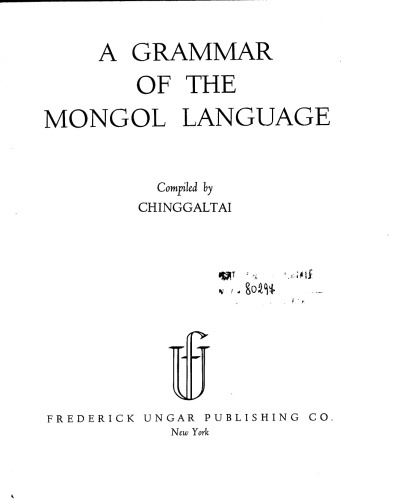 A GRAMMAR
OF THE
MONGOL LANGUAGE
Compiled by
CHINGGALTAI
80294
FREDERICK UNGAR PUBLISHING CO.
New York